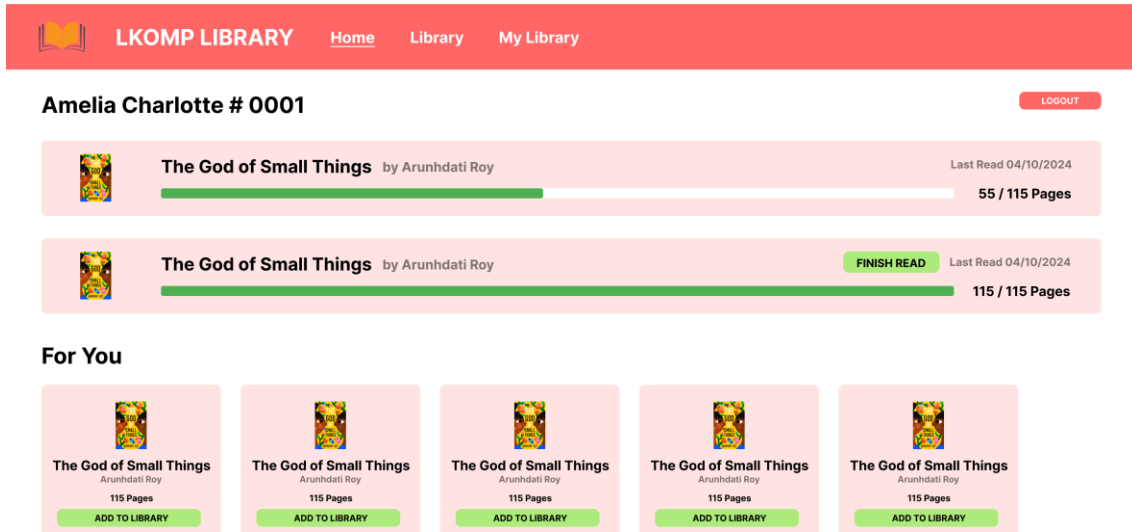 LKOMP LIBRARY Home Library My Library
Amelia Charlotte # 0001 LOGOUT
The God of Small Things by Arunhdati Roy Last Read 04/10/2024
55 / 115 Pages
The God of Small Things by Arunhdati Roy FINISH READ Last Read 04/10/2024
115 / 115 Pages
For You
The God of Small Things The God of Small Things The God of Small Things The God of Small Things The God of Small Things
Arunhdati Roy Arunhdati Roy Arunhdati Roy Arunhdati Roy Arunhdati Roy
115 Pages 115 Pages 115 Pages 115 Pages 115 Pages
ADD TO LIBRARY ADD TO LIBRARY ADD TO LIBRARY ADD TO LIBRARY ADD TO LIBRARY